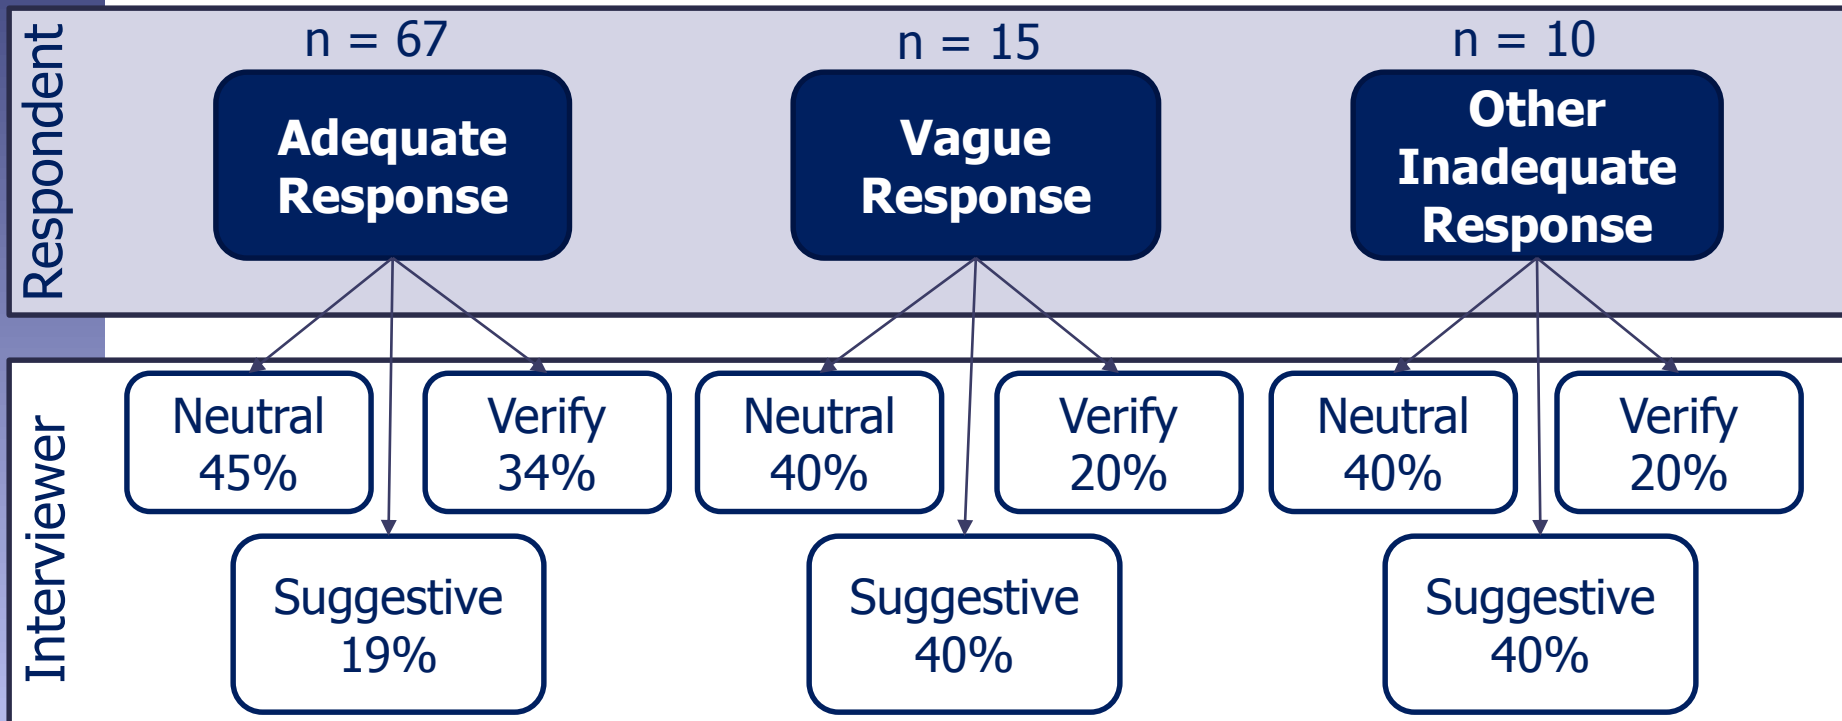 Respondent
n = 67
n = 15
n = 10
Adequate
Response
Vague
Response
Other
Inadequate
Response
Interviewer
Neutral
45%
Verify
34%
Neutral
40%
Verify
20%
Neutral
40%
Verify
20%
Suggestive
19%
Suggestive
40%
Suggestive
40%